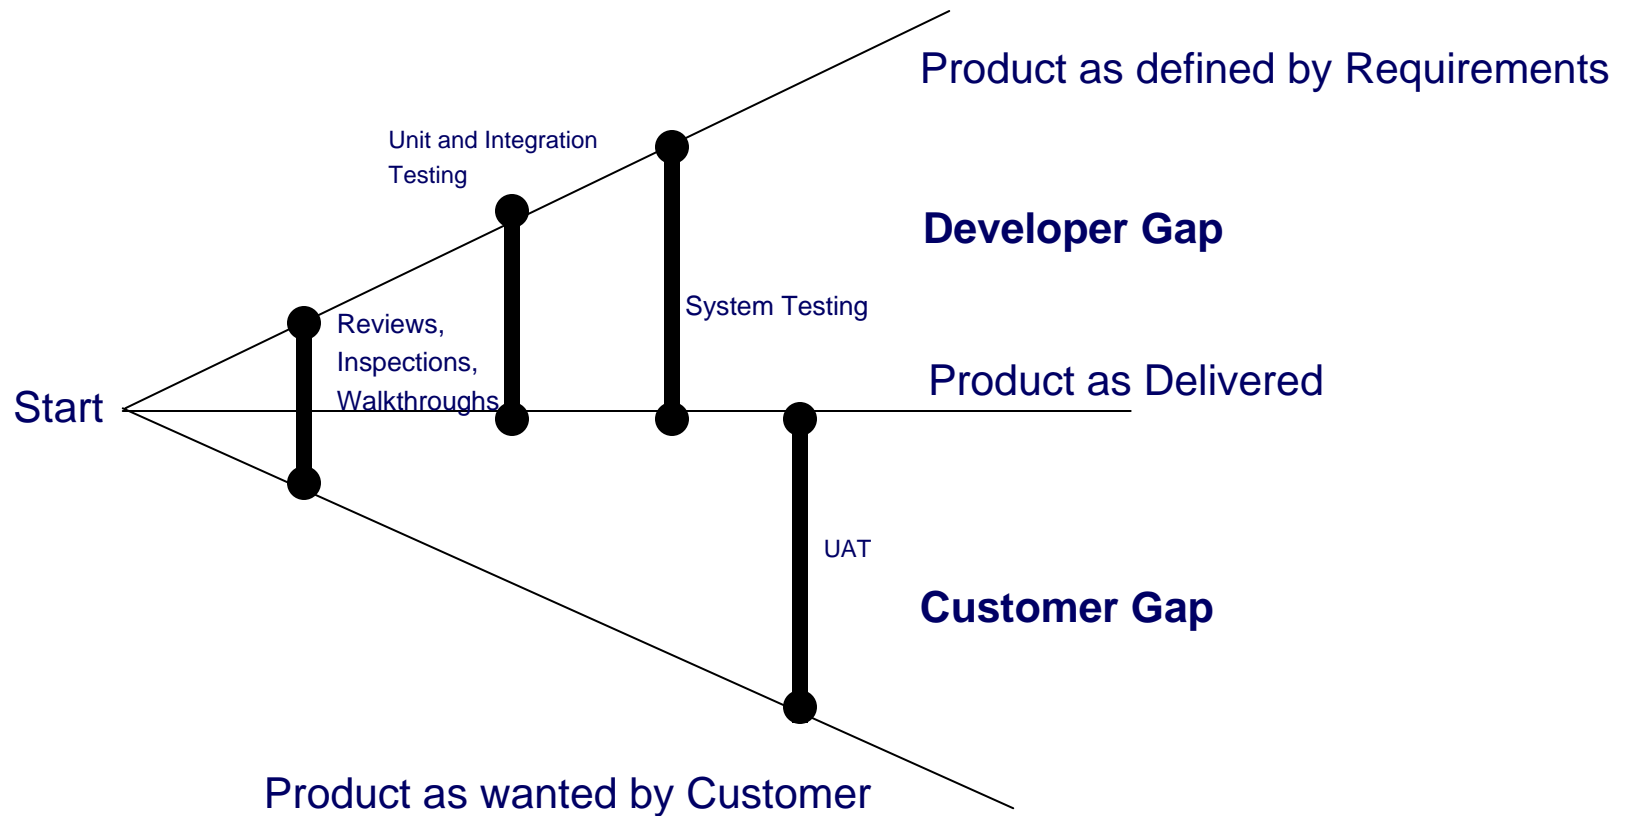 Product as defined by Requirements
Unit and Integration
Testing
Developer Gap
System Testing
Reviews,
Inspections,
Walkthroughs
Product as Delivered
Start
UAT
Customer Gap
Product as wanted by Customer